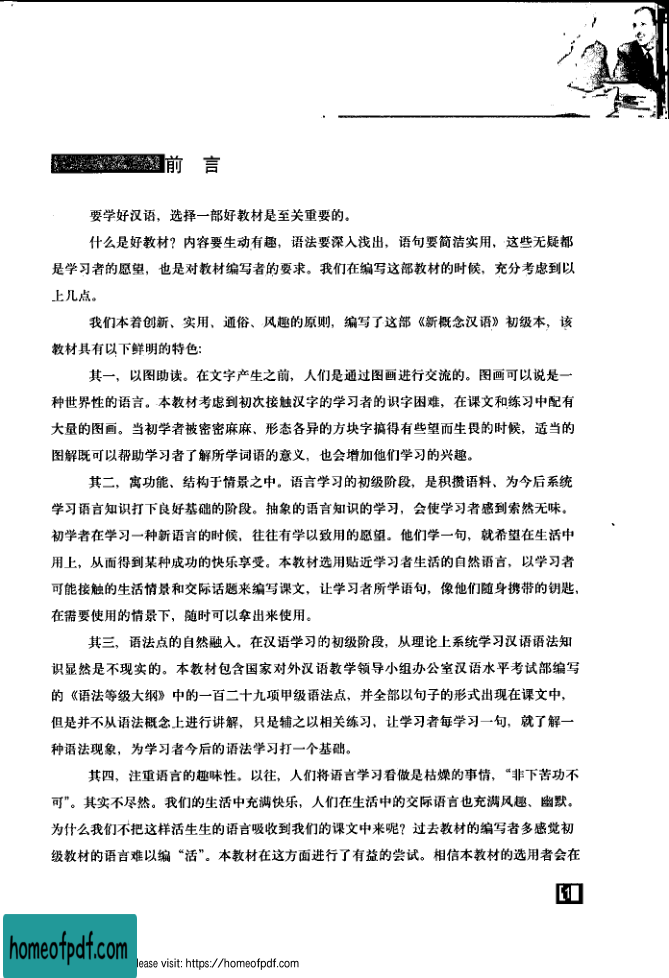 前 言
要学好汉语，选择一部好教材是至关重要的。
什么是好教材？内容要生动有趣，语法要深入浅出，语句要简洁实用，这些无疑都
是学习者的愿望，也是对教材编写者的要求。我们在编写这部教材的时候，充分考虑到以
上几点。
我们本着创新、实用、通俗、风趣的原则，编写了这部《新概念汉语》初级本，该
教材具有以下鲜明的特色：
其一，以图助读。在文字产生之前，人们是通过图画进行交流的。图画可以说是一
种世界性的语言。本教材考虑到初次接触汉字的学习者的识字困难，在课文和练习中配有
大量的图画。当初学者被密密麻麻、形态各异的方块字搞得有些望而生畏的时候，适当的
图解既可以帮助学习者了解所学词语的意义，也会增加他们学习的兴趣。
其二，寓功能、结构于情景之中。语言学习的初级阶段，是积攒语料、为今后系统
学习语言知识打下良好基础的阶段。抽象的语言知识的学习，会使学习者感到索然无味。
初学者在学习一种新语言的时候，往往有学以致用的愿望。他们学一句，就希望在生活中
用上，从而得到某种成功的快乐享受。本教材选用贴近学习者生活的自然语言，以学习者
可能接触的生活情景和交际话题来编写课文，让学习者所学语句，像他们随身携带的钥匙，
在需要使用的情景下，随时可以拿出来使用。
其三，语法点的自然融入。在汉语学习的初级阶段，从理论上系统学习汉语语法知
识显然是不现实的。本教材包含国家对外汉语教学领导小组办公室汉语水平考试部编写
的《语法等级大纲》中的一百二十九项甲级语法点，并全部以句子的形式出现在课文中，
但是并不从语法概念上进行讲解，只是辅之以相关练习，让学习者每学习一句，就了解一
种语法现象，为学习者今后的语法学习打一个基础。
其四，注重语言的趣味性。以往，人们将语言学习看做是枯燥的事情，“非下苦功不
可”。其实不尽然。我们的生活中充满快乐，人们在生活中的交际语言也充满风趣、幽默。
为什么我们不把这样活生生的语言吸收到我们的课文中来呢？过去教材的编写者多感觉初
级教材的语言难以编“活”。本教材在这方面进行了有益的尝试。相信本教材的选用者会在
1
homeofpdf.com
lease visit: https://homeofpdf.com